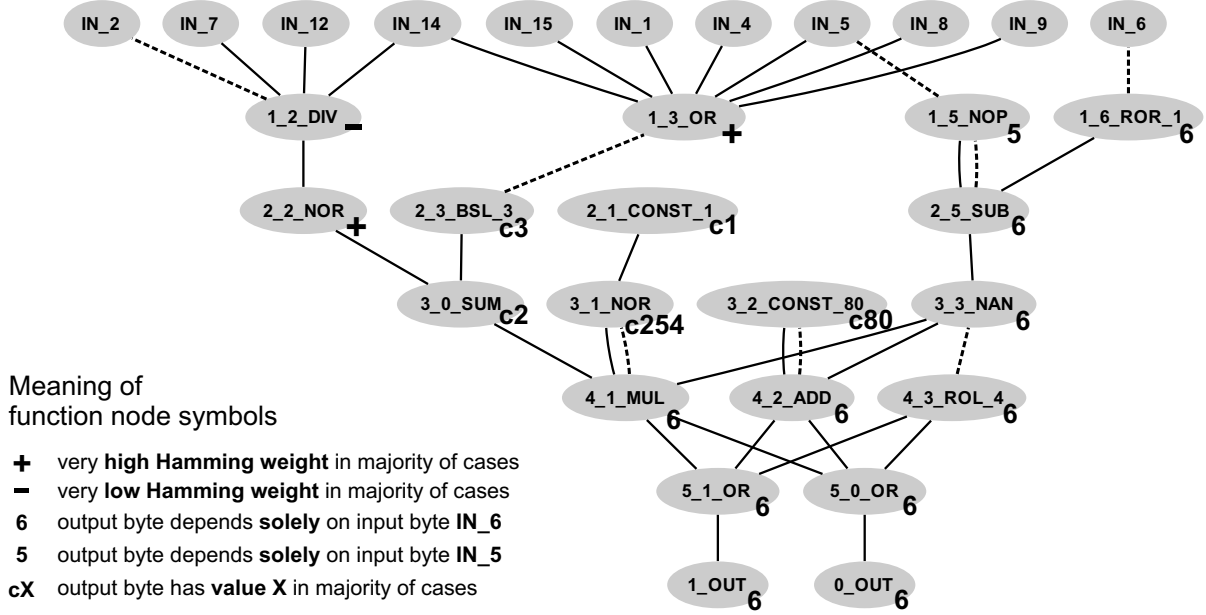 IN_2 IN_7 IN_12 IN_14 IN_15 IN_1 IN_4 IN_5 IN_8 IN_9 IN_6
1_2_DIV − 1_3_OR + 1_5_NOP 5 1_6_ROR_1 6
2_2_NOR + 2_3_BSL_3 c3 2_1_CONST_1 c1 2_5_SUB 6
3_0_SUM c2 3_1_NOR c254 3_2_CONST_80 c80 3_3_NAN 6
4_1_MUL 6 4_2_ADD 6 4_3_ROL_4 6
5_1_OR 6 5_0_OR 6
1_OUT 6 0_OUT 6
Meaning of
function node symbols
+ very high Hamming weight in majority of cases
− very low Hamming weight in majority of cases
6 output byte depends solely on input byte IN_6
5 output byte depends solely on input byte IN_5
cX output byte has value X in majority of cases